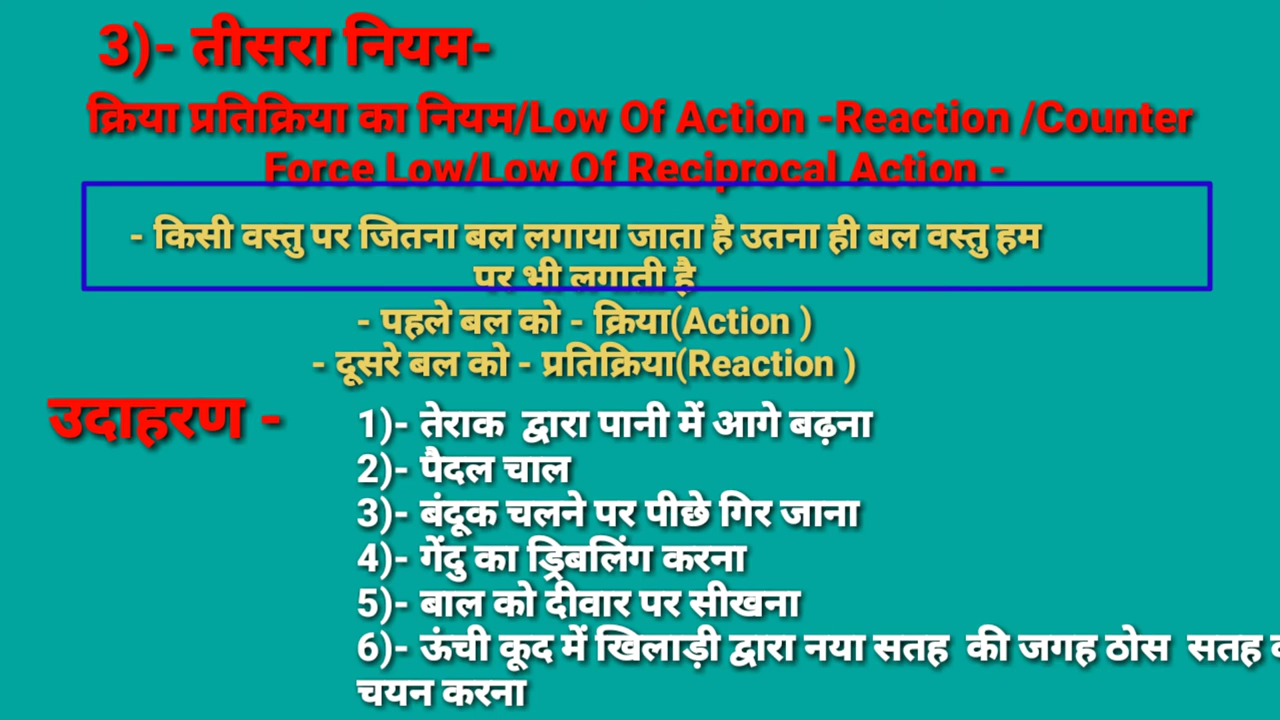 3)- तीसरा नियम-
क्रिया प्रतिक्रिया का नियम/Low Of Action -Reaction /Counter
Force Low/Low Of Reciprocal Action -
- किसी वस्तु पर जितना बल लगाया जाता है उतना ही बल वस्तु हम
पर भी लगाती है
- पहले बल को - क्रिया(Action )
- दूसरे बल को - प्रतिक्रिया(Reaction )
उदाहरण -
1)- तेराक द्वारा पानी में आगे बढ़ना
2)- पैदल चाल
3)- बंदूक चलने पर पीछे गिर जाना
4)- गेंदु का ड्रिबलिंग करना
5)- बाल को दीवार पर सीखना
6)- ऊंची कूद में खिलाड़ी द्वारा नया सतह की जगह ठोस सतह
चयन करना